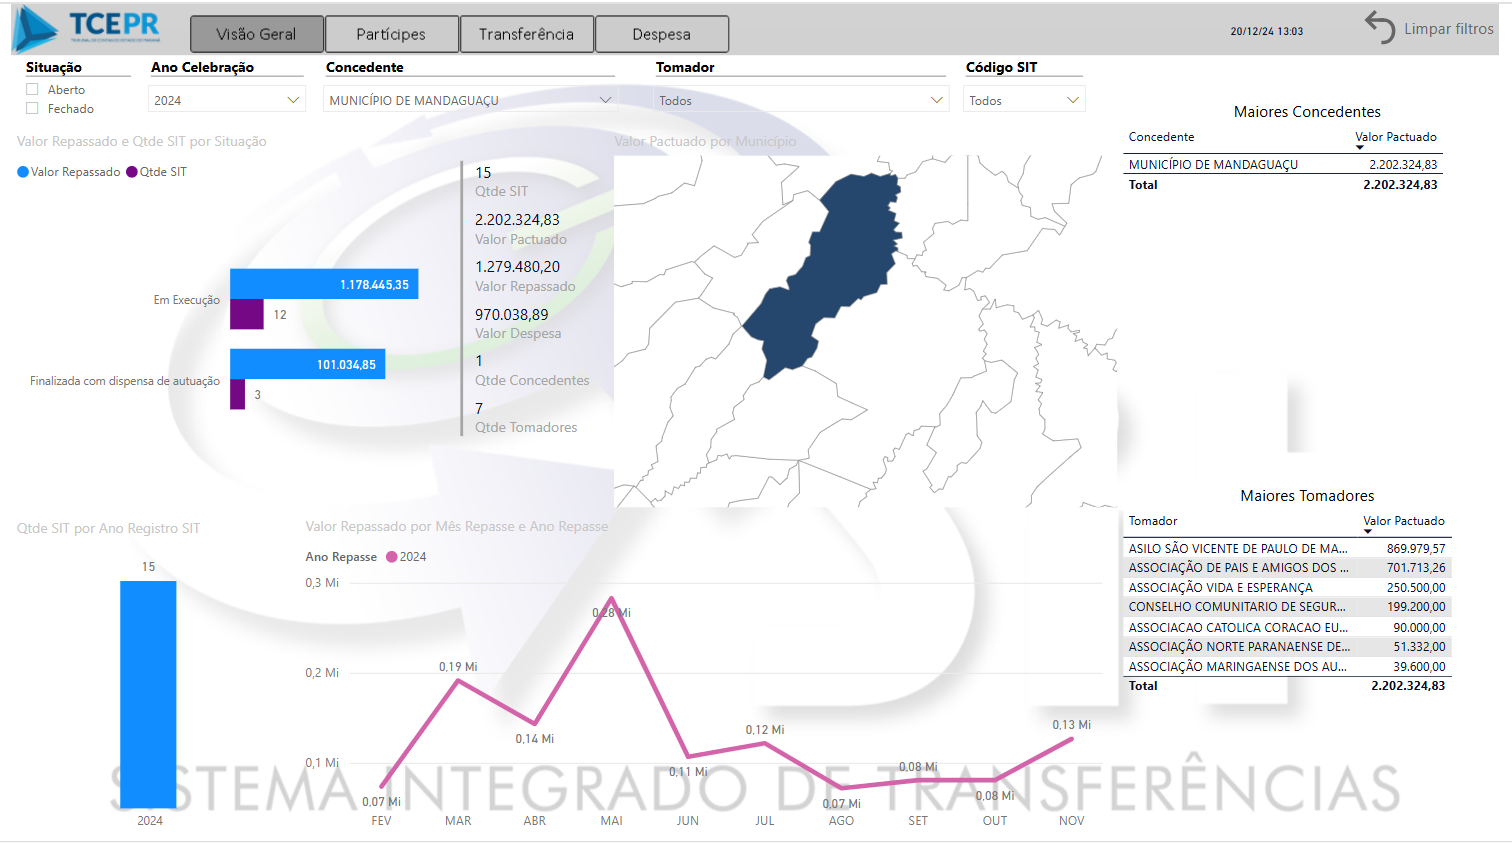 TCEPR
TRIBUNAL DE CONTAS DO ESTADO DO PARANÁ
Visão Geral
Partícipes
Transferência
Despesa
20/12/24 13:03
Limpar filtros
Situação
Aberto
Fechado
Ano Celebração
2024
Concedente
MUNICÍPIO DE MANDAGUAÇU
Tomador
Todos
Código SIT
Todos
Valor Repassado e Qtde SIT por Situação
Valor Repassado
Qtde SIT
Em Execução
1.178.445,35
12
Finalizada com dispensa de autuação
101.034,85
3
15
Qtde SIT
2.202.324,83
Valor Pactuado
1.279.480,20
Valor Repassado
970.038,89
Valor Despesa
1
Qtde Concedentes
7
Qtde Tomadores
Valor Pactuado por Município
Maiores Concedentes
Concedente Valor Pactuado
MUNICÍPIO DE MANDAGUAÇU 2.202.324,83
Total 2.202.324,83
Qtde SIT por Ano Registro SIT
15
2024
Valor Repassado por Mês Repasse e Ano Repasse
Ano Repasse 2024
0,3 Mi
0,2 Mi
0,1 Mi
0,07 Mi
0,19 Mi
0,14 Mi
0,28 Mi
0,11 Mi
0,12 Mi
0,07 Mi
0,08 Mi
0,08 Mi
0,13 Mi
FEV MAR ABR MAI JUN JUL AGO SET OUT NOV
Maiores Tomadores
Tomador Valor Pactuado
ASILO SÃO VICENTE DE PAULO DE MA... 869.979,57
ASSOCIAÇÃO DE PAIS E AMIGOS DOS ... 701.713,26
ASSOCIAÇÃO VIDA E ESPERANÇA 250.500,00
CONSELHO COMUNITARIO DE SEGUR... 199.200,00
ASSOCIACAO CATOLICA CORACAO EU... 90.000,00
ASSOCIAÇÃO NORTE PARANAENSE DE... 51.332,00
ASSOCIAÇÃO MARINGAENSE DOS AU... 39.600,00
Total 2.202.324,83
SISTEMA INTEGRADO DE TRANSFERÊNCIAS